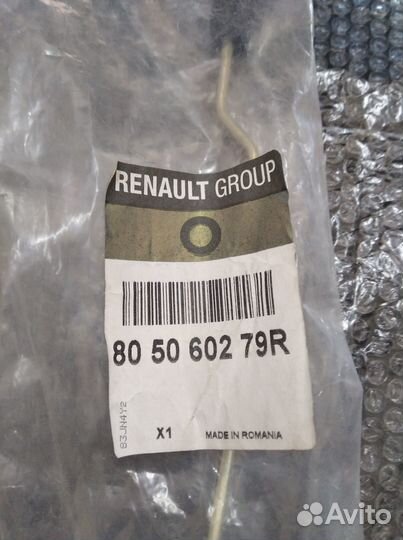 RENAULT GROUP
80 50 602 79R
83JN4Y2
X1 MADE IN ROMANIA
Avito